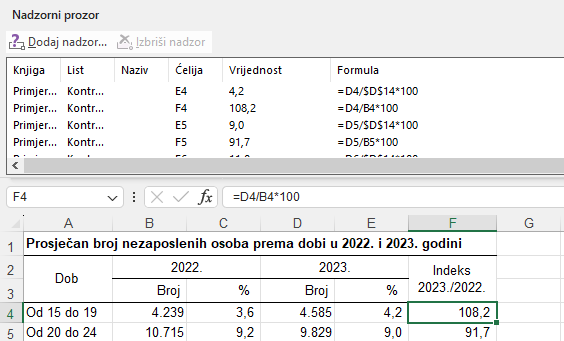 Nadzorni prozor
Dodaj nadzor... Izbriši nadzor
Knjiga List Naziv Ćelija Vrijednost Formula
Primjer... Kontr... E4 4,2 =D4/$D$14*100
Primjer... Kontr... F4 108,2 =D4/B4*100
Primjer... Kontr... E5 9,0 =D5/$D$14*100
Primjer... Kontr... F5 91,7 =D5/B5*100
F4 fx =D4/B4*100
A B C D E F G
1 Prosječan broj nezaposlenih osoba prema dobi u 2022. i 2023. godini
2 Dob 2022. 2023. Indeks 2023./2022.
3 Broj % Broj %
4 Od 15 do 19 4.239 3,6 4.585 4,2 108,2
5 Od 20 do 24 10.715 9,2 9.829 9,0 91,7